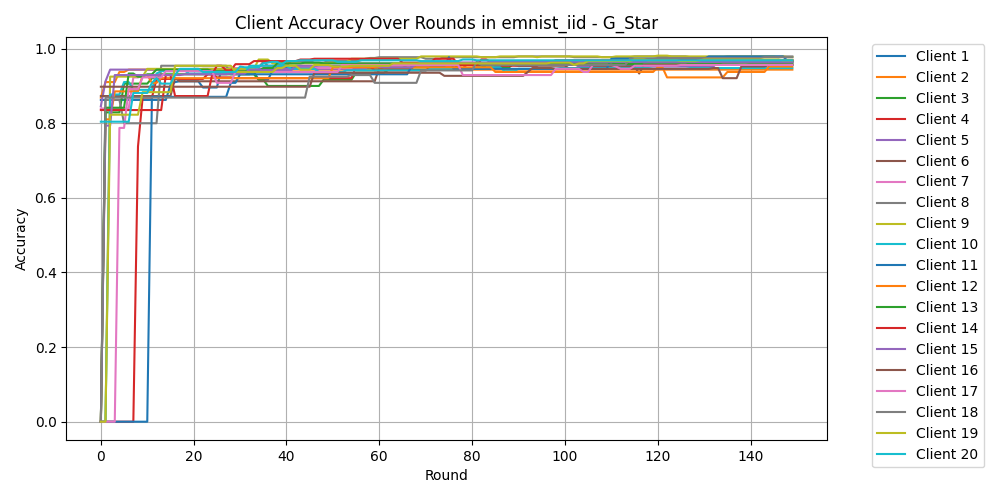 Client Accuracy Over Rounds in emnist_iid - G_Star
1.0
0.8
0.6
0.4
0.2
0.0
Accuracy
0 20 40 60 80 100 120 140
Round
Client 1
Client 2
Client 3
Client 4
Client 5
Client 6
Client 7
Client 8
Client 9
Client 10
Client 11
Client 12
Client 13
Client 14
Client 15
Client 16
Client 17
Client 18
Client 19
Client 20